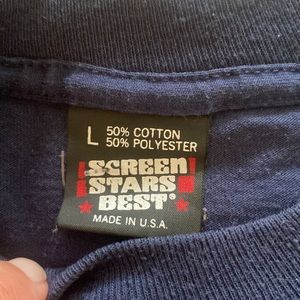 L 50% COTTON
50% POLYESTER
SCREEN
STARS
BEST®
MADE IN U.S.A.